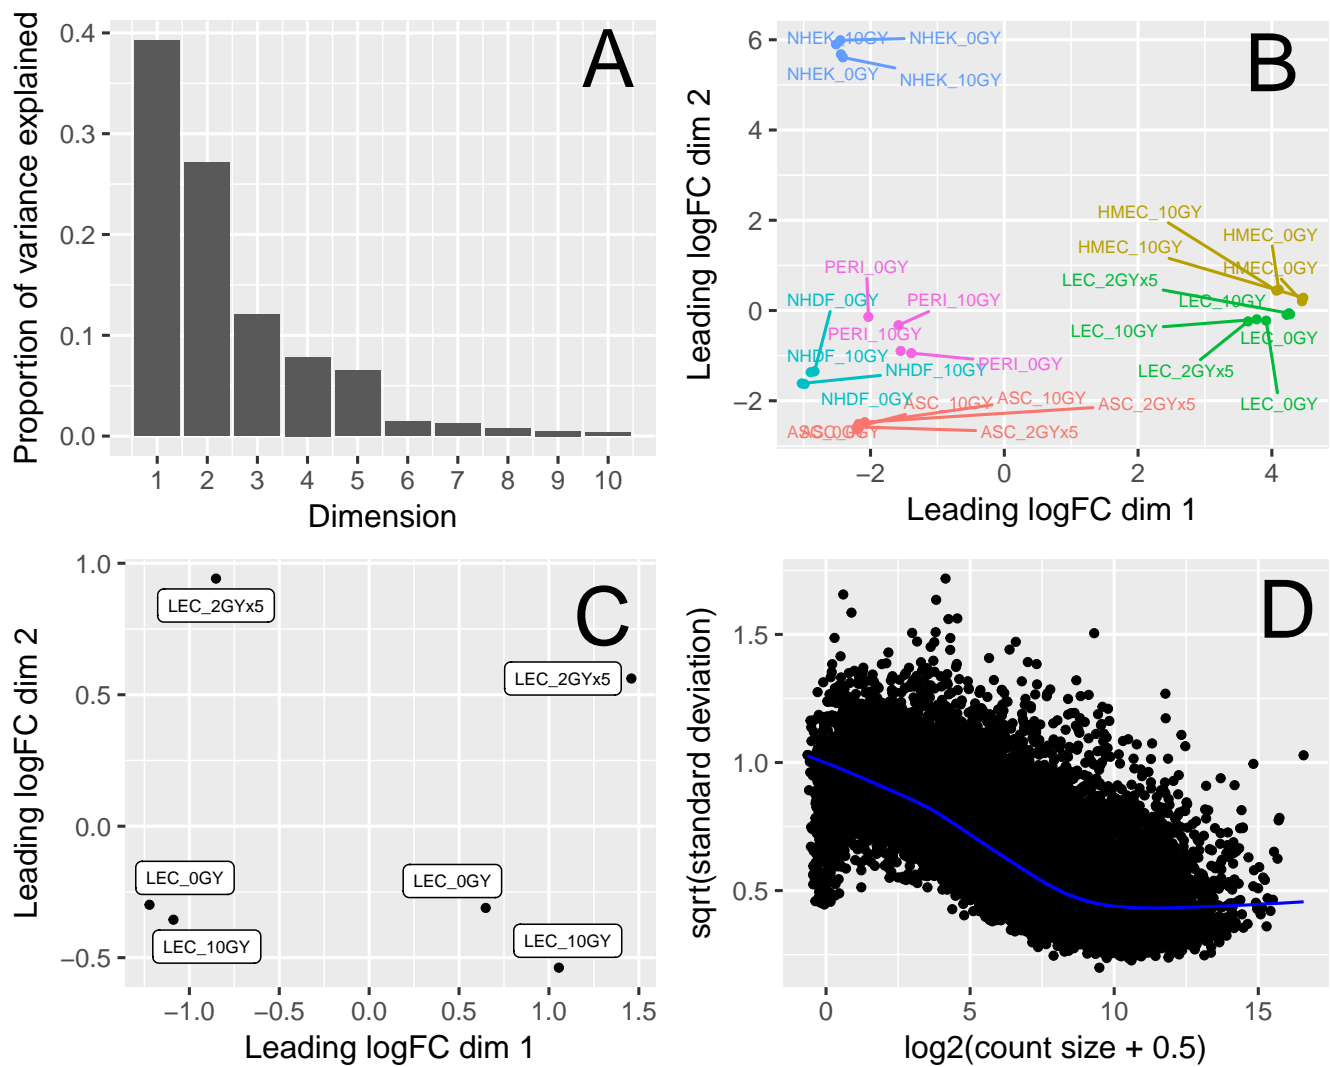 A
Proportion of variance explained
0.4
0.3
0.2
0.1
0.0
1 2 3 4 5 6 7 8 9 10
Dimension
B
Leading logFC dim 2
6
4
2
0
−2
NHEK_10GY
NHEK_0GY
NHEK_0GY
NHEK_10GY
HMEC_10GY
HMEC_0GY
HMEC_10GY
HMEC_0GY
PERI_0GY
LEC_2GYx5
NHDF_0GY
PERI_10GY
LEC_10GY
PERI_10GY
LEC_10GY
LEC_0GY
NHDF_10GY
PERI_0GY
NHDF_10GY
LEC_2GYx5
NHDF_0GY
ASC_10GY
ASC_10GY
ASC_2GYx5
LEC_0GY
ASC_0GY
ASC_0GY
ASC_2GYx5
−2 0 2 4
Leading logFC dim 1
C
Leading logFC dim 2
1.0
0.5
0.0
−0.5
LEC_2GYx5
LEC_2GYx5
LEC_0GY
LEC_0GY
LEC_10GY
LEC_10GY
−1.0 −0.5 0.0 0.5 1.0 1.5
Leading logFC dim 1
D
sqrt(standard deviation)
1.5
1.0
0.5
0 5 10 15
log2(count size + 0.5)